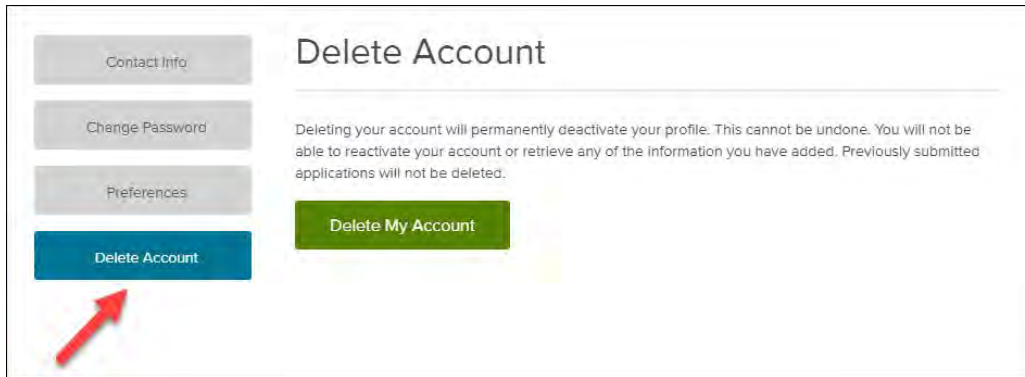 Contact Info
Change Password
Preferences
Delete Account
Delete Account
Deleting your account will permanently deactivate your profile. This cannot be undone. You will not be
able to reactivate your account or retrieve any of the information you have added. Previously submitted
applications will not be deleted.
Delete My Account